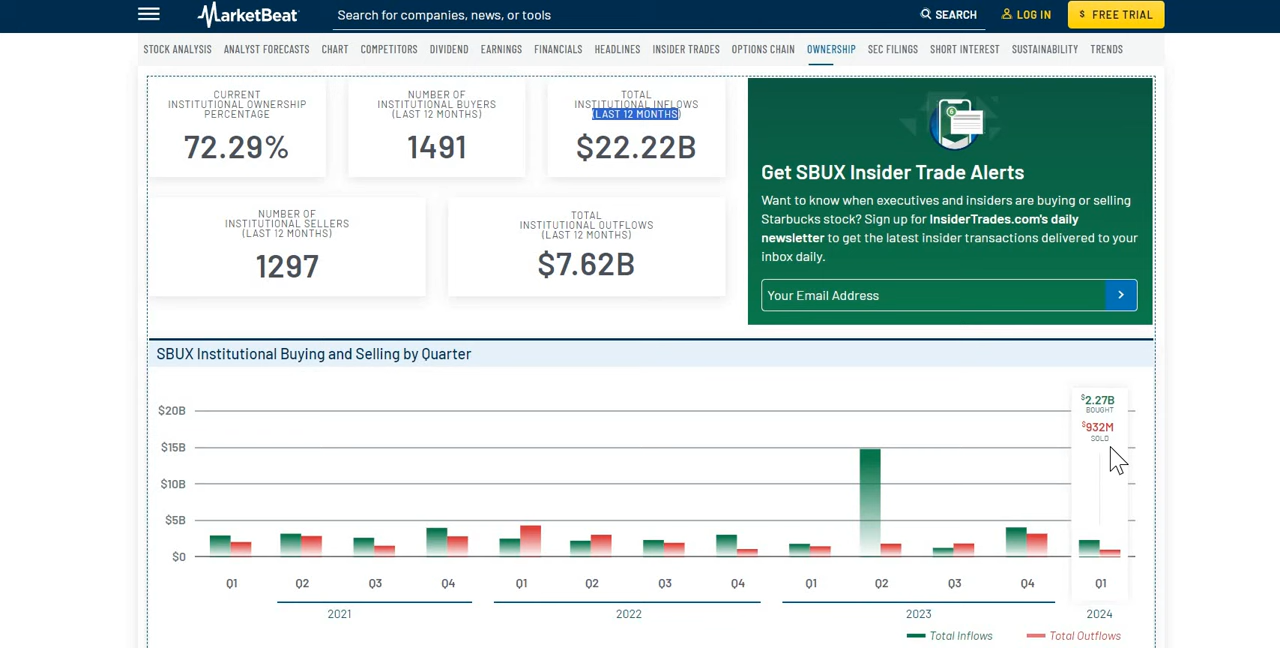 MarketBeat
Search for companies, news, or tools
SEARCH
LOG IN
$ FREE TRIAL
STOCK ANALYSIS ANALYST FORECASTS CHART COMPETITORS DIVIDEND EARNINGS FINANCIALS HEADLINES INSIDER TRADES OPTIONS CHAIN OWNERSHIP SEC FILINGS SHORT INTEREST SUSTAINABILITY TRENDS
CURRENT
INSTITUTIONAL OWNERSHIP
PERCENTAGE
72.29%
NUMBER OF
INSTITUTIONAL BUYERS
(LAST 12 MONTHS)
1491
TOTAL
INSTITUTIONAL INFLOWS
(LAST 12 MONTHS)
$22.22B
NUMBER OF
INSTITUTIONAL SELLERS
(LAST 12 MONTHS)
1297
TOTAL
INSTITUTIONAL OUTFLOWS
(LAST 12 MONTHS)
$7.62B
Get SBUX Insider Trade Alerts
Want to know when executives and insiders are buying or selling
Starbucks stock? Sign up for InsiderTrades.com's daily
newsletter to get the latest insider transactions delivered to your
inbox daily.
Your Email Address
SBUX Institutional Buying and Selling by Quarter
$2.27B
BOUGHT
$932M
SOLD
$20B
$15B
$10B
$5B
$0
Q1 Q2 Q3 Q4 Q1 Q2 Q3 Q4 Q1 Q2 Q3 Q4 Q1
2021 2022 2023 2024
Total Inflows Total Outflows